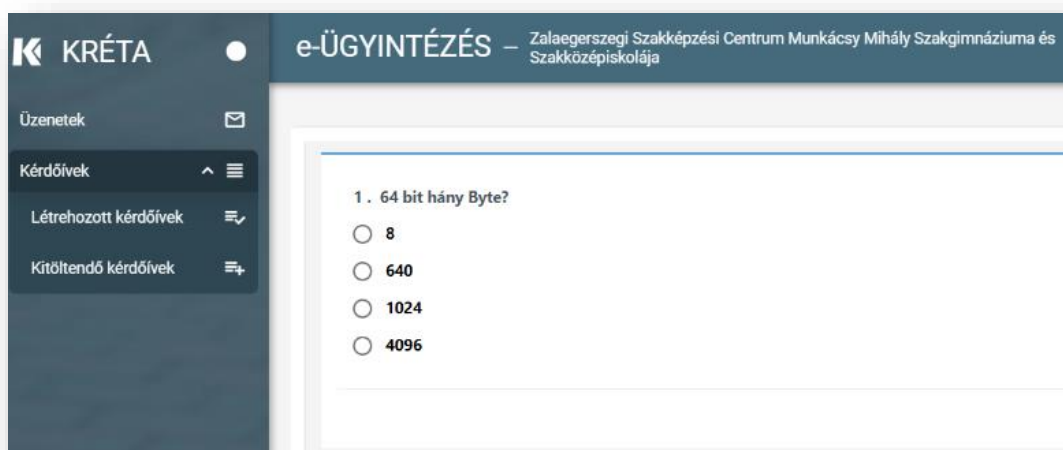 KRÉTA
e-ÜGYINTÉZÉS – Zalaegerszegi Szakképzési Centrum Munkácsy Mihály Szakgimnáziuma és
Szakközépiskolája
Üzenetek
Kérdőívek
Létrehozott kérdőívek
Kitöltendő kérdőívek
1. 64 bit hány Byte?
8
640
1024
4096